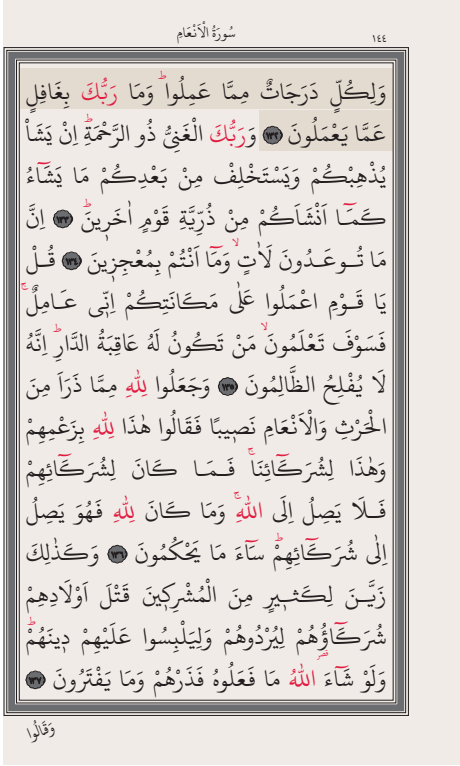 سُورَةُ الْاَنْعَامِ
١٤٤
وَلِكُلٍّ دَرَجَاتٌ مِمَّا عَمِلُواۜ وَمَا رَبُّكَ بِغَافِلٍ
عَمَّا يَعْمَلُونَ ﴿١٣٢﴾ وَرَبُّكَ الْغَنِيُّ ذُو الرَّحْمَةِۜ اِنْ يَشَأْ
يُذْهِبْكُمْ وَيَسْتَخْلِفْ مِنْ بَعْدِكُمْ مَا يَشَٓاءُ
كَمَٓا اَنْشَاَكُمْ مِنْ ذُرِّيَّةِ قَوْمٍ اٰخَر۪ينَۜ ﴿١٣٣﴾ اِنَّ
مَا تُوعَدُونَ لَاٰتٍۙ وَمَٓا اَنْتُمْ بِمُعْجِز۪ينَ ﴿١٣٤﴾ قُلْ
يَا قَوْمِ اعْمَلُوا عَلٰى مَكَانَتِكُمْ اِنّ۪ى عَامِلٌۚ
فَسَوْفَ تَعْلَمُونَۙ مَنْ تَكُونُ لَهُ عَاقِبَةُ الدَّارِۜ اِنَّهُ
لَا يُفْلِحُ الظَّالِمُونَ ﴿١٣٥﴾ وَجَعَلُوا لِلّٰهِ مِمَّا ذَرَاَ مِنَ
الْحَرْثِ وَالْاَنْعَامِ نَص۪يبًا فَقَالُوا هٰذَا لِلّٰهِ بِزَعْمِهِمْ
وَهٰذَا لِشُرَكَٓائِنَاۚ فَمَا كَانَ لِشُرَكَٓائِهِمْ
فَلَا يَصِلُ اِلَى اللّٰهِۚ وَمَا كَانَ لِلّٰهِ فَهُوَ يَصِلُ
اِلٰى شُرَكَٓائِهِمْۜ سَٓاءَ مَا يَحْكُمُونَ ﴿١٣٦﴾ وَكَذٰلِكَ
زَيَّنَ لِكَث۪يرٍ مِنَ الْمُشْرِك۪ينَ قَتْلَ اَوْلَادِهِمْ
شُرَكَٓاؤُهُمْ لِيُرْدُوهُمْ وَلِيَلْبِسُوا عَلَيْهِمْ د۪ينَهُمْۜ
وَلَوْ شَٓاءَ اللّٰهُ مَا فَعَلُوهُ فَذَرْهُمْ وَمَا يَفْتَرُونَ ﴿١٣٧﴾
وَقَالُوا